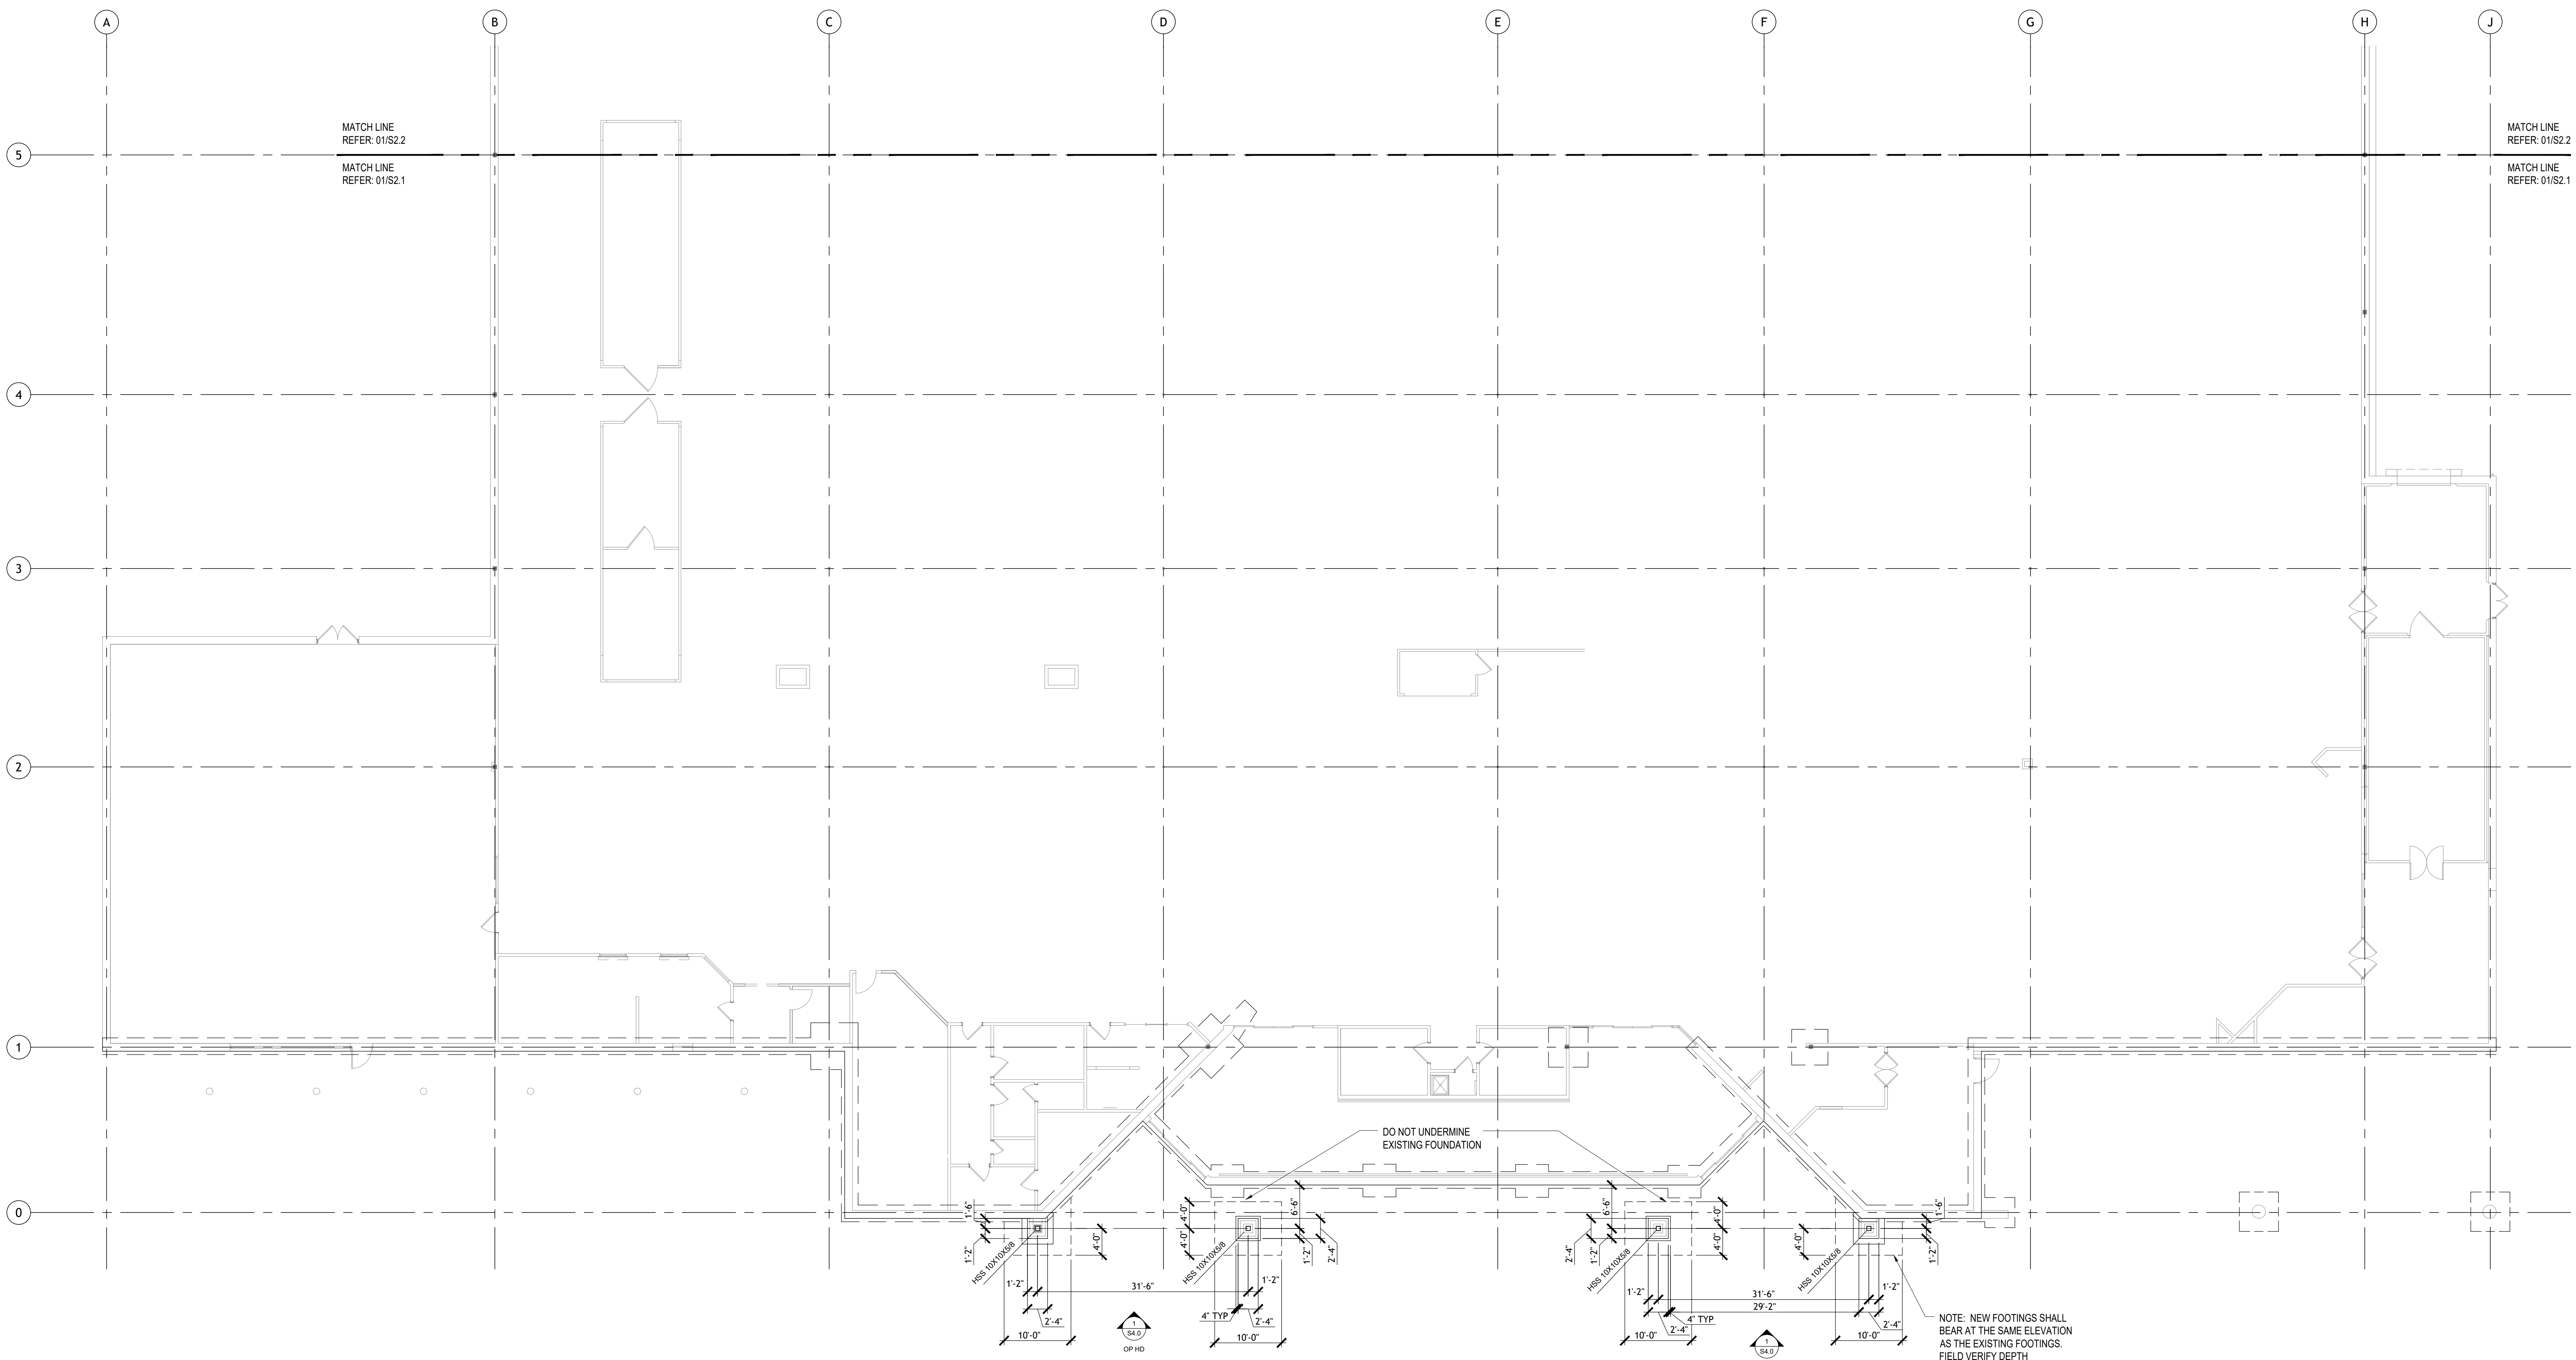 A
B
C
D
E
F
G
H
J
MATCH LINE
REFER: 01/S2.2
MATCH LINE
REFER: 01/S2.2
5
MATCH LINE
REFER: 01/S2.1
MATCH LINE
REFER: 01/S2.1
4
3
2
1
DO NOT UNDERMINE
EXISTING FOUNDATION
0
1'-6"
1'-2"
4'-0"
HSS 10X10X5/8
4'-0"
4'-0"
6'-6"
1'-2"
2'-4"
HSS 10X10X5/8
6'-6"
2'-4"
1'-2"
4'-0"
4'-0"
HSS 10X10X5/8
4'-0"
1'-6"
1'-2"
HSS 10X10X5/8
1'-2"
31'-6"
1'-2"
2'-4"
4" TYP
2'-4"
10'-0"
10'-0"
1
S4.0
OP HD
1'-2"
31'-6"
1'-2"
29'-2"
4" TYP
2'-4"
2'-4"
10'-0"
10'-0"
1
S4.0
NOTE: NEW FOOTINGS SHALL
BEAR AT THE SAME ELEVATION
AS THE EXISTING FOOTINGS.
FIELD VERIFY DEPTH